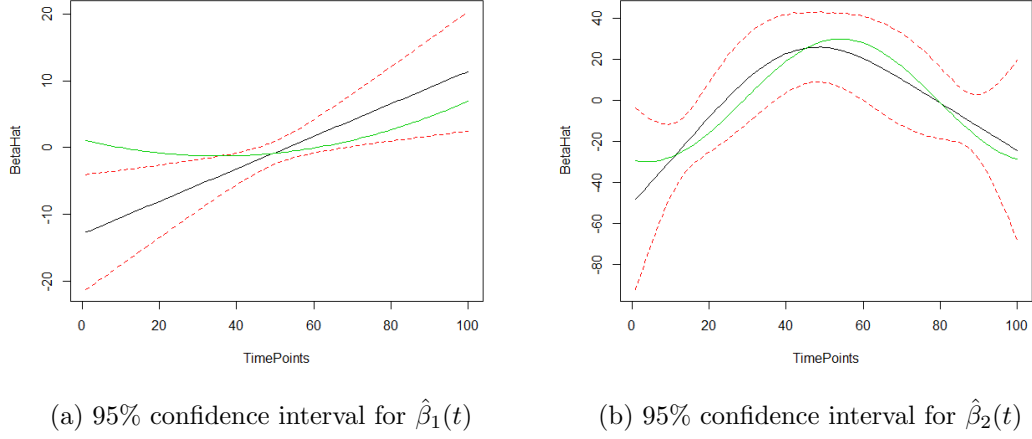 20
10
0
-10
-20
BetaHat
0 20 40 60 80 100
TimePoints
(a) 95% confidence interval for β̂₁(t)
40
20
0
-20
-40
-60
-80
BetaHat
0 20 40 60 80 100
TimePoints
(b) 95% confidence interval for β̂₂(t)